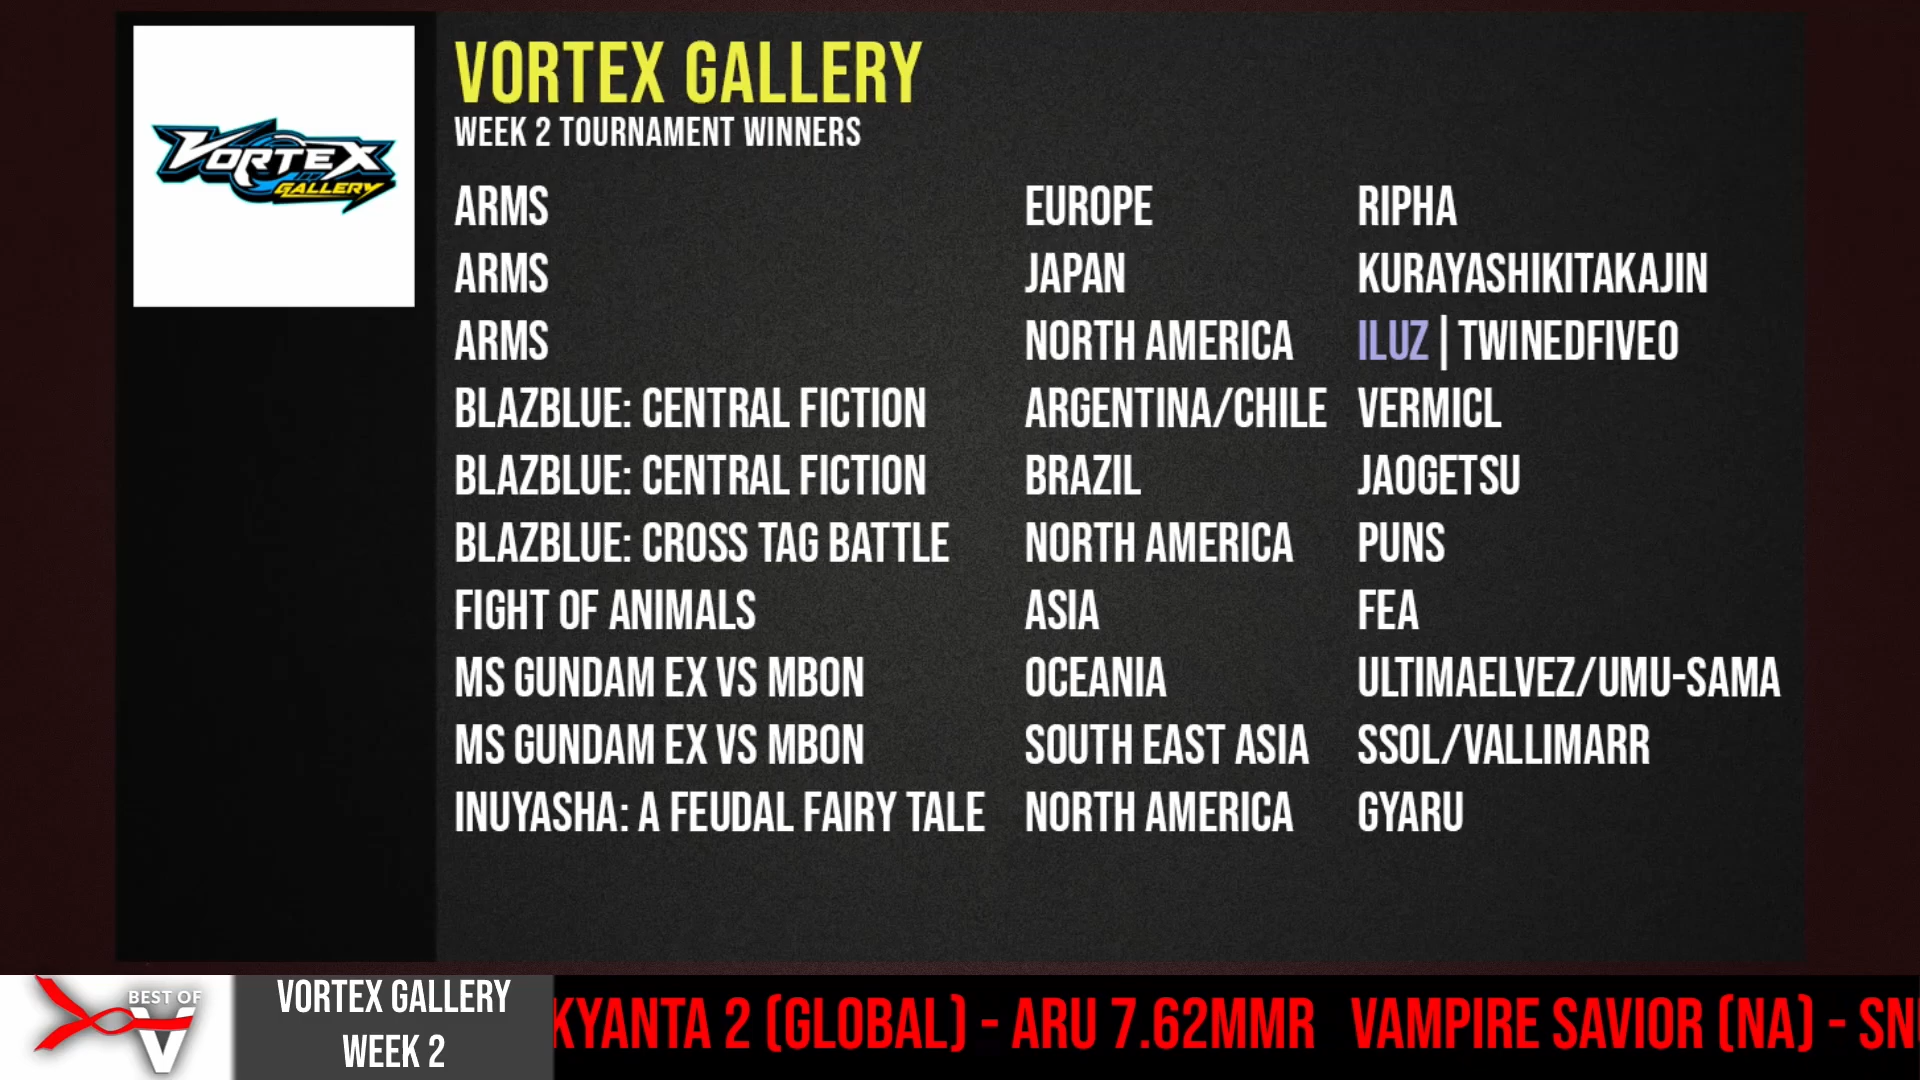 VORTEX GALLERY
VORTEX GALLERY
WEEK 2 TOURNAMENT WINNERS
ARMS EUROPE RIPHA
ARMS JAPAN KURAYASHIKITAKAJIN
ARMS NORTH AMERICA ILUZ | TWINEDFIVEO
BLAZBLUE: CENTRAL FICTION ARGENTINA/CHILE VERMICL
BLAZBLUE: CENTRAL FICTION BRAZIL JAOGETSU
BLAZBLUE: CROSS TAG BATTLE NORTH AMERICA PUNS
FIGHT OF ANIMALS ASIA FEA
MS GUNDAM EX VS MBON OCEANIA ULTIMAELVEZ/UMU-SAMA
MS GUNDAM EX VS MBON SOUTH EAST ASIA SSOL/VALLIMARR
INUYASHA: A FEUDAL FAIRY TALE NORTH AMERICA GYARU
BEST OF V
VORTEX GALLERY
WEEK 2
KYANTA 2 (GLOBAL) - ARU 7.62MMR VAMPIRE SAVIOR (NA) -